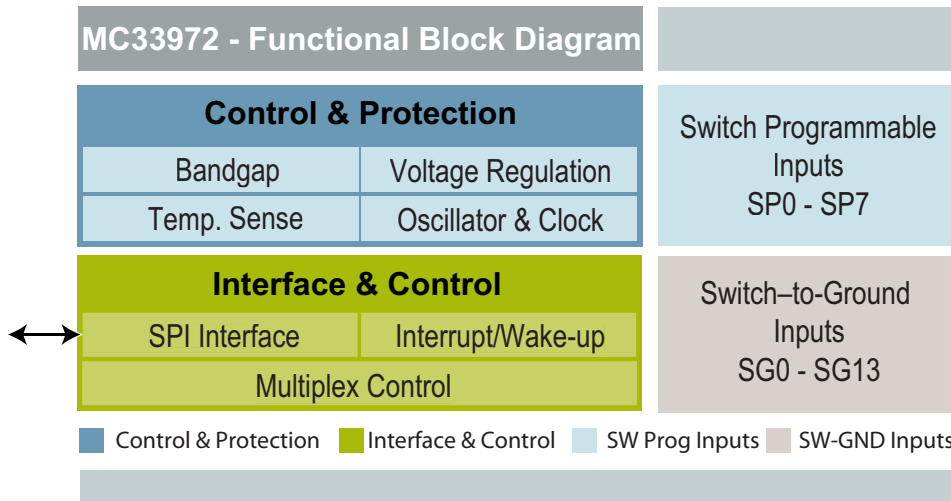 MC33972 - Functional Block Diagram
Control & Protection
Bandgap
Voltage Regulation
Temp. Sense
Oscillator & Clock
Switch Programmable
Inputs
SP0 - SP7
Interface & Control
SPI Interface
Interrupt/Wake-up
Multiplex Control
Switch–to-Ground
Inputs
SG0 - SG13
Control & Protection
Interface & Control
SW Prog Inputs
SW-GND Inputs